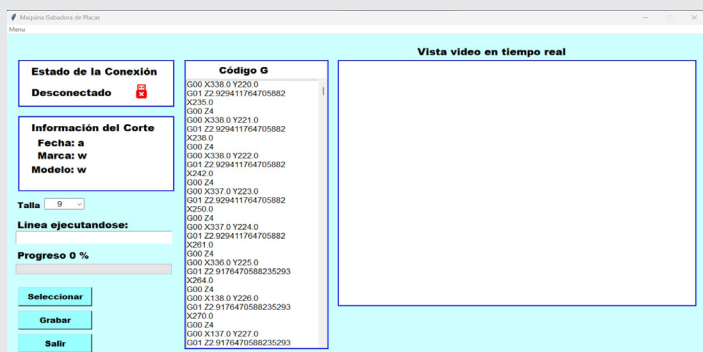 Maquina Gabadora de Placas
Menu
Estado de la Conexión
Desconectado
Información del Corte
Fecha: a
Marca: w
Modelo: w
Talla 9
Linea ejecutandose:
Progreso 0 %
Seleccionar
Grabar
Salir
Código G
G00 X338.0 Y220.0
G01 Z2.929411764705882
X235.0
G00 Z4
G00 X338.0 Y221.0
G01 Z2.929411764705882
X238.0
G00 Z4
G00 X338.0 Y222.0
G01 Z2.929411764705882
X242.0
G00 Z4
G00 X337.0 Y223.0
G01 Z2.929411764705882
X250.0
G00 Z4
G00 X337.0 Y224.0
G01 Z2.929411764705882
X261.0
G00 Z4
G00 X336.0 Y225.0
G01 Z2.9176470588235293
X264.0
G00 Z4
G00 X138.0 Y226.0
G01 Z2.9176470588235293
X270.0
G00 Z4
G00 X137.0 Y227.0
G01 Z2.9176470588235293
Vista video en tiempo real